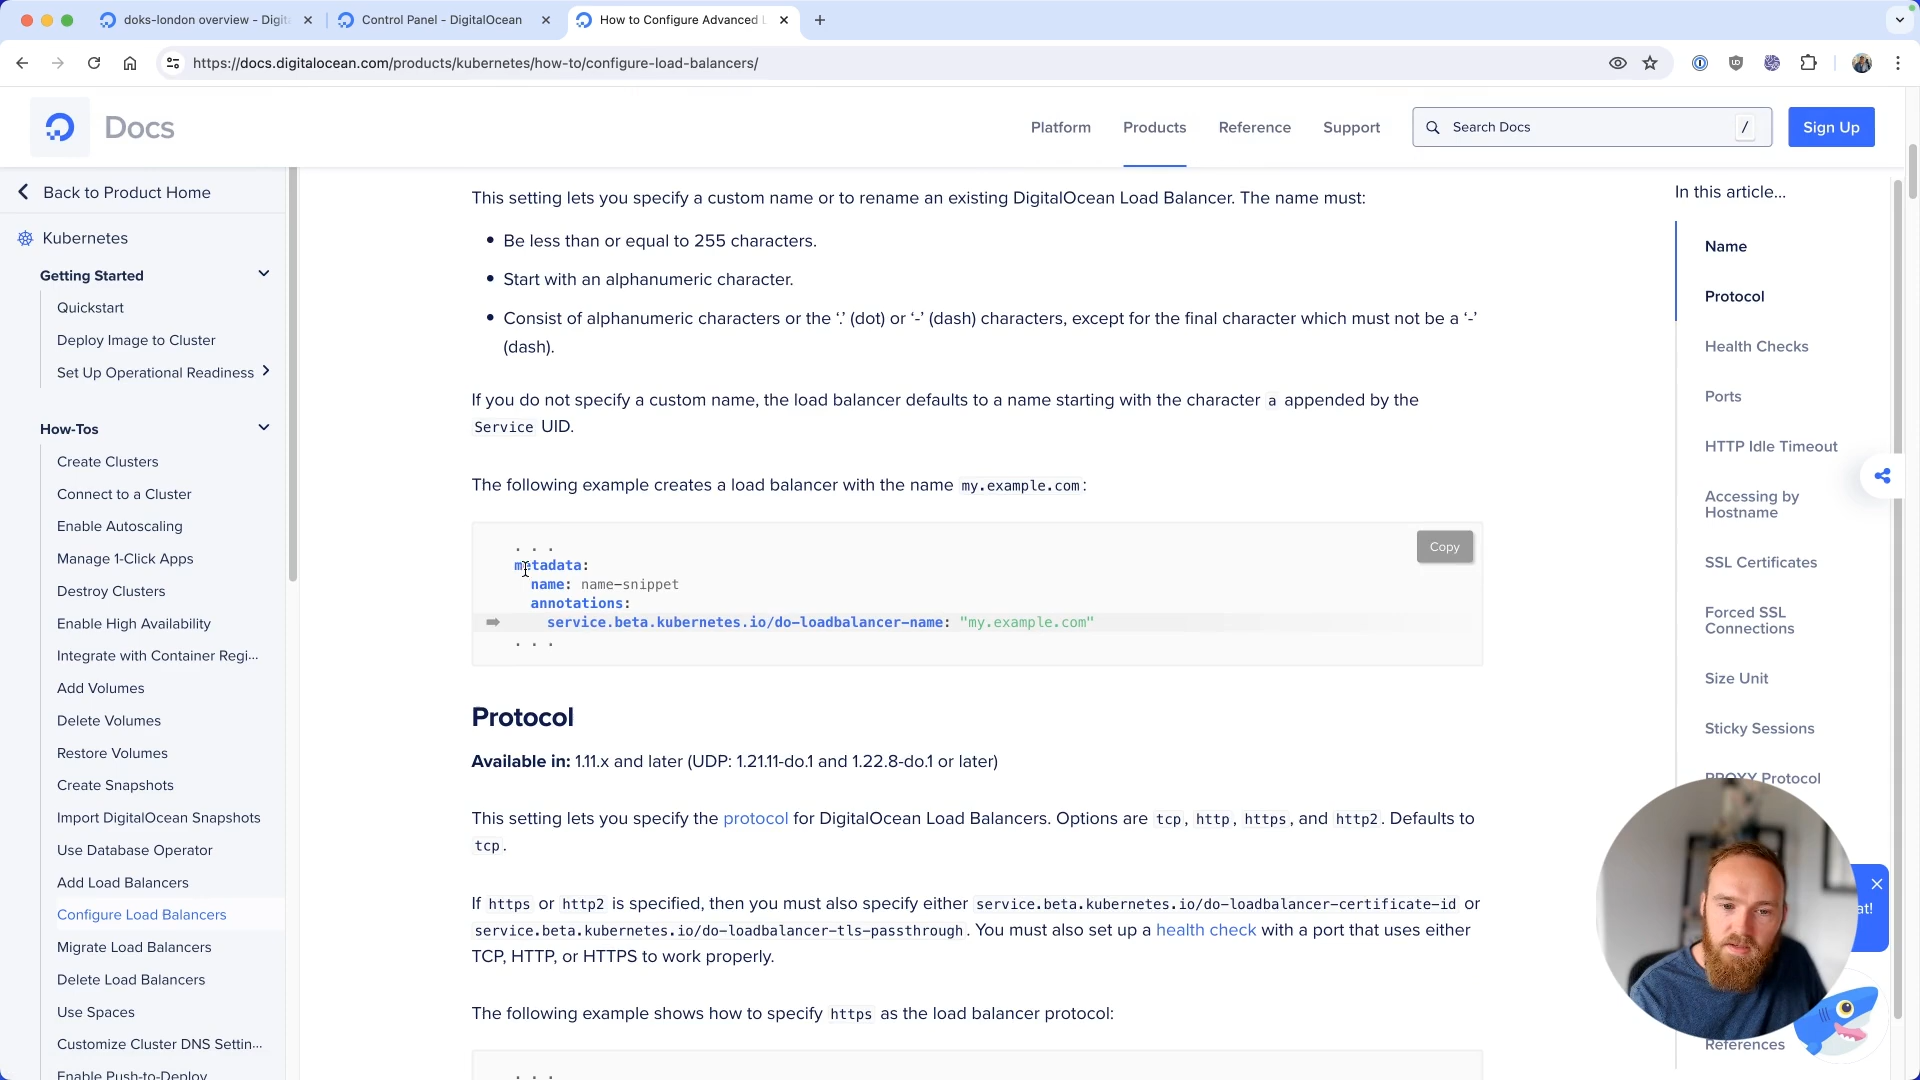 doks-london overview - Digit
Control Panel - DigitalOcean
How to Configure Advanced L
https://docs.digitalocean.com/products/kubernetes/how-to/configure-load-balancers/
Docs
Platform
Products
Reference
Support
Search Docs
/
Sign Up
Back to Product Home
Kubernetes
Getting Started
Quickstart
Deploy Image to Cluster
Set Up Operational Readiness
How-Tos
Create Clusters
Connect to a Cluster
Enable Autoscaling
Manage 1-Click Apps
Destroy Clusters
Enable High Availability
Integrate with Container Regi...
Add Volumes
Delete Volumes
Restore Volumes
Create Snapshots
Import DigitalOcean Snapshots
Use Database Operator
Add Load Balancers
Configure Load Balancers
Migrate Load Balancers
Delete Load Balancers
Use Spaces
Customize Cluster DNS Settin...
Enable Push-to-Deploy
This setting lets you specify a custom name or to rename an existing DigitalOcean Load Balancer. The name must:
• Be less than or equal to 255 characters.
• Start with an alphanumeric character.
• Consist of alphanumeric characters or the ‘.’ (dot) or ‘-’ (dash) characters, except for the final character which must not be a ‘-’
(dash).
If you do not specify a custom name, the load balancer defaults to a name starting with the character a appended by the
Service UID.
The following example creates a load balancer with the name my.example.com:
. . .
Copy
metadata:
name: name-snippet
annotations:
service.beta.kubernetes.io/do-loadbalancer-name: "my.example.com"
. . .
Protocol
Available in: 1.11.x and later (UDP: 1.21.11-do.1 and 1.22.8-do.1 or later)
This setting lets you specify the protocol for DigitalOcean Load Balancers. Options are tcp, http, https, and http2. Defaults to
tcp.
If https or http2 is specified, then you must also specify either service.beta.kubernetes.io/do-loadbalancer-certificate-id or
service.beta.kubernetes.io/do-loadbalancer-tls-passthrough. You must also set up a health check with a port that uses either
TCP, HTTP, or HTTPS to work properly.
The following example shows how to specify https as the load balancer protocol:
. . .
In this article...
Name
Protocol
Health Checks
Ports
HTTP Idle Timeout
Accessing by
Hostname
SSL Certificates
Forced SSL
Connections
Size Unit
Sticky Sessions
PROXY Protocol
at!
References